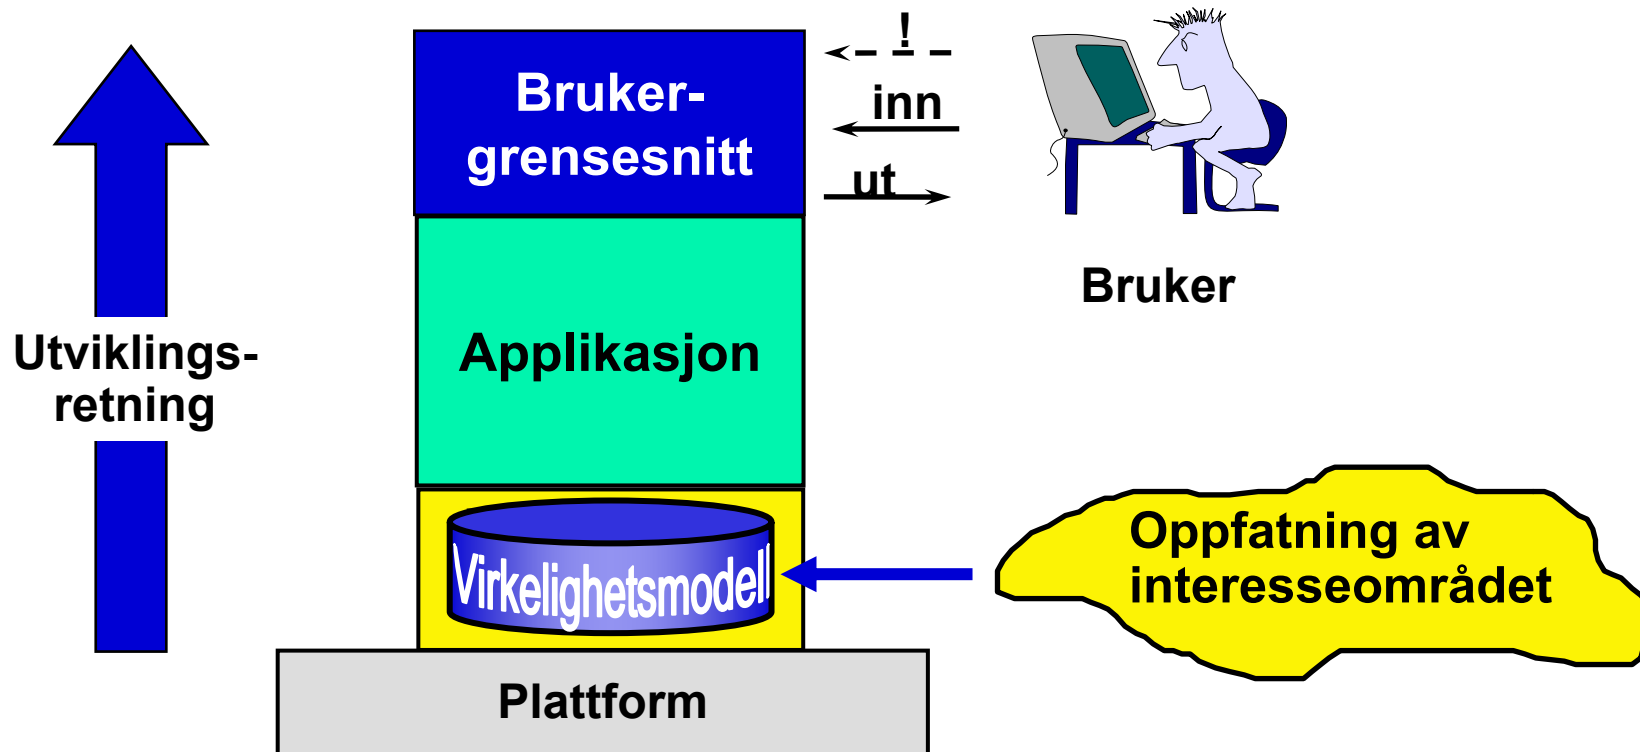 !
Bruker-
grensesnitt
inn
ut
Bruker
Utviklings-
retning
Applikasjon
Virkelighetsmodell
Oppfatning av
interesseområdet
Plattform